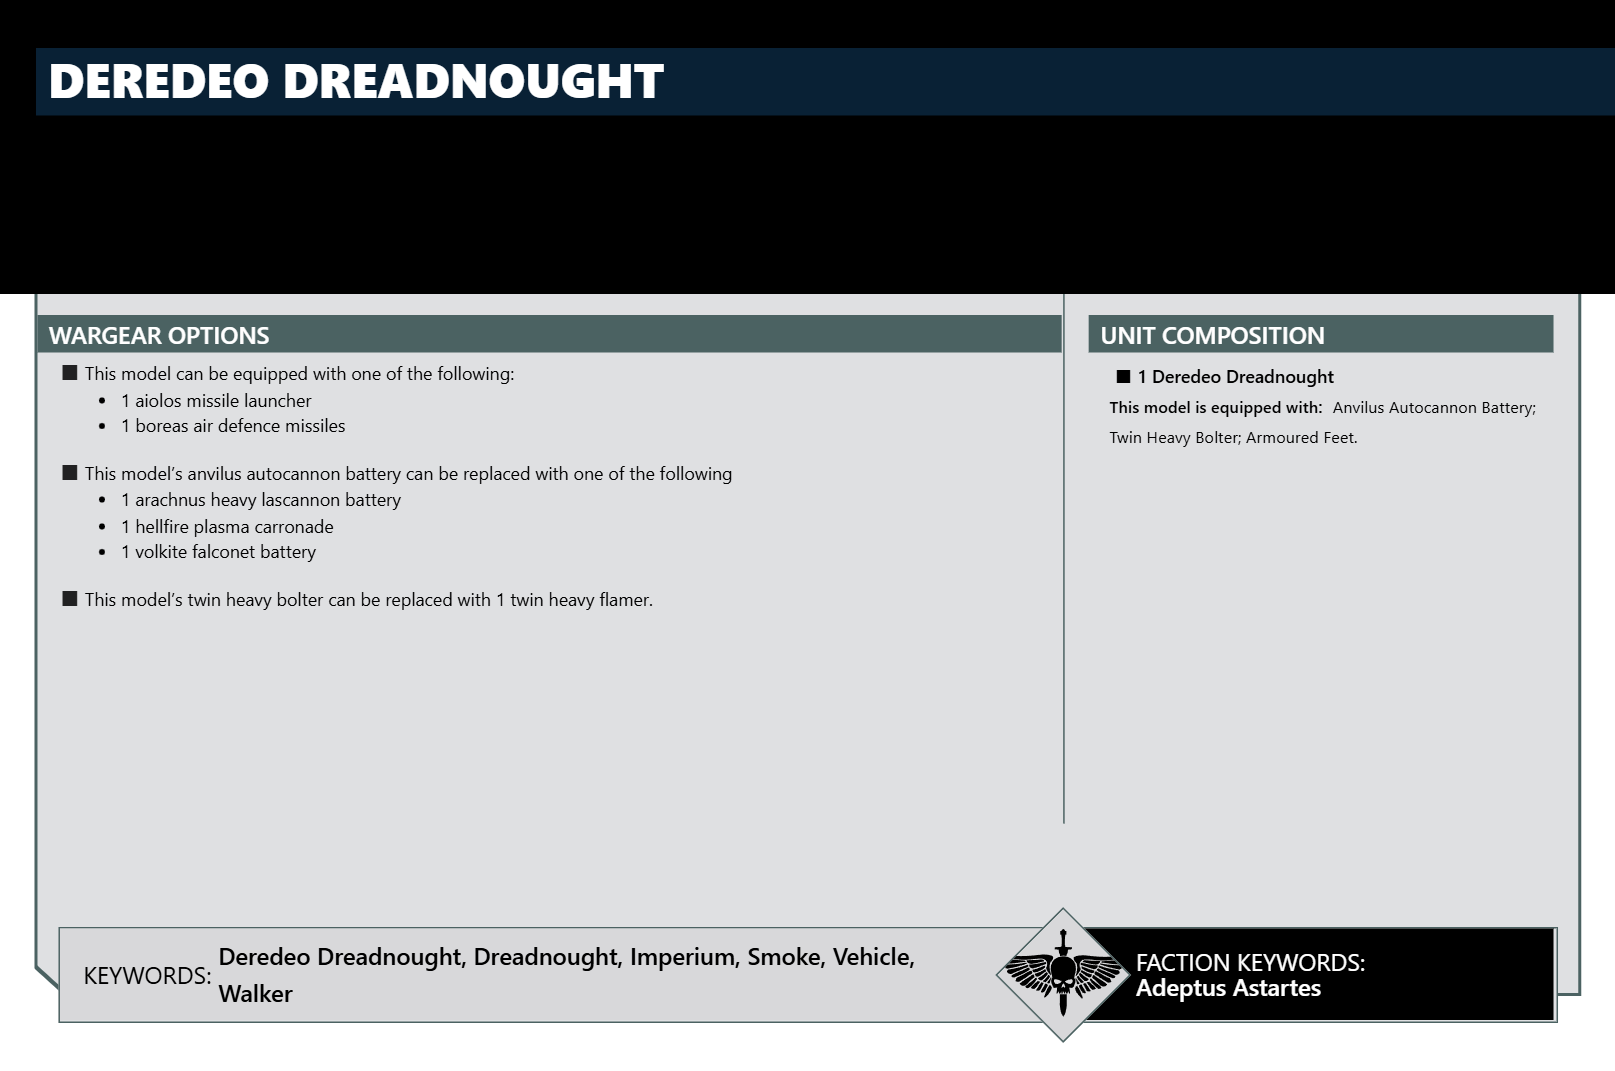 DEREDEO DREADNOUGHT
WARGEAR OPTIONS
■ This model can be equipped with one of the following:
• 1 aiolos missile launcher
• 1 boreas air defence missiles
■ This model’s anvilus autocannon battery can be replaced with one of the following
• 1 arachnus heavy lascannon battery
• 1 hellfire plasma carronade
• 1 volkite falconet battery
■ This model’s twin heavy bolter can be replaced with 1 twin heavy flamer.
UNIT COMPOSITION
■ 1 Deredeo Dreadnought
This model is equipped with: Anvilus Autocannon Battery;
Twin Heavy Bolter; Armoured Feet.
KEYWORDS: Deredeo Dreadnought, Dreadnought, Imperium, Smoke, Vehicle,
Walker
FACTION KEYWORDS:
Adeptus Astartes